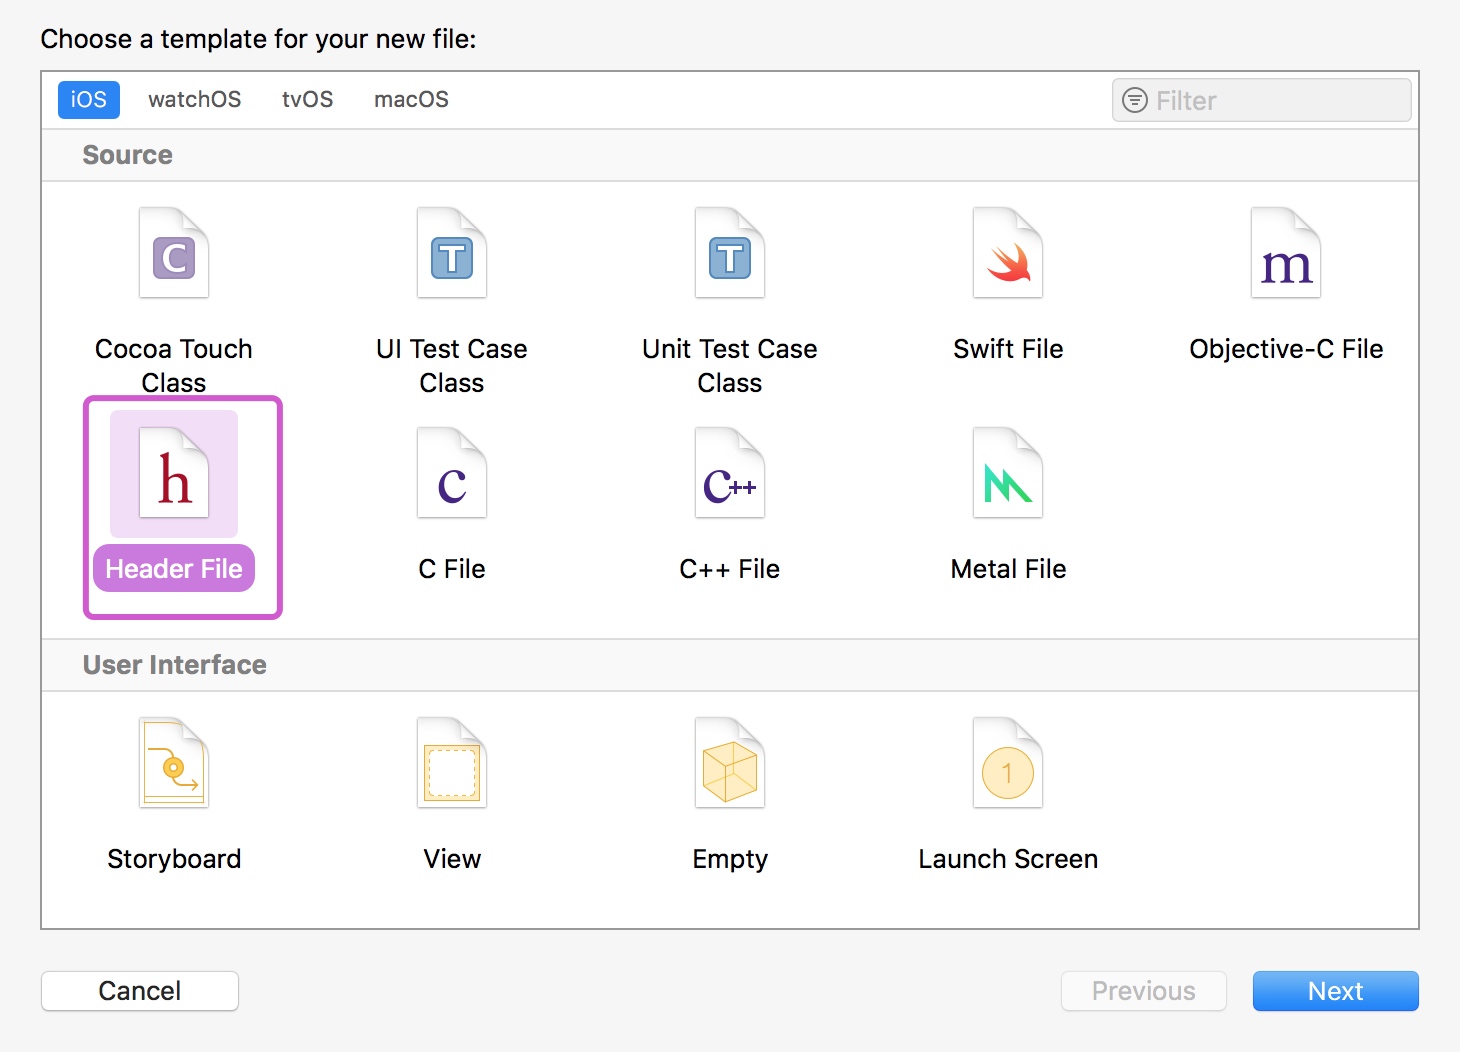 Choose a template for your new file:
iOS watchOS tvOS macOS Filter
Source
C T T m
Cocoa Touch Class UI Test Case Class Unit Test Case Class Swift File Objective-C File
h c C++
Header File C File C++ File Metal File
User Interface
1
Storyboard View Empty Launch Screen
Cancel Previous Next